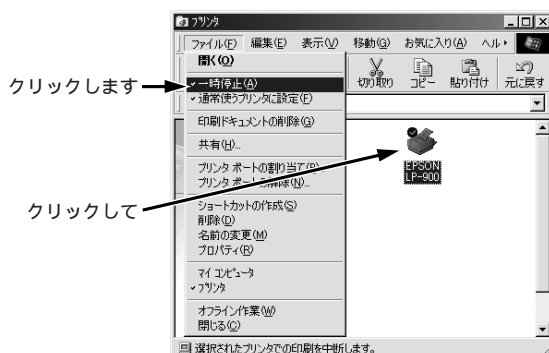 プリンタ
ファイル(F) 編集(E) 表示(V) 移動(G) お気に入り(A) ヘル
開く(O)
クリックします
一時停止(A)
通常使うプリンタに設定(F)
印刷ドキュメントの削除(G)
共有(H)...
プリンタ ポートの割り当て(P)...
プリンタ ポートの解除(N)...
ショートカットの作成(S)
削除(D)
名前の変更(M)
プロパティ(R)
マイ コンピュータ
プリンタ
オフライン作業(W)
閉じる(C)
切り取り コピー 貼り付け 元に戻す
EPSON
LP-900
クリックして
選択されたプリンタでの印刷を中断します。